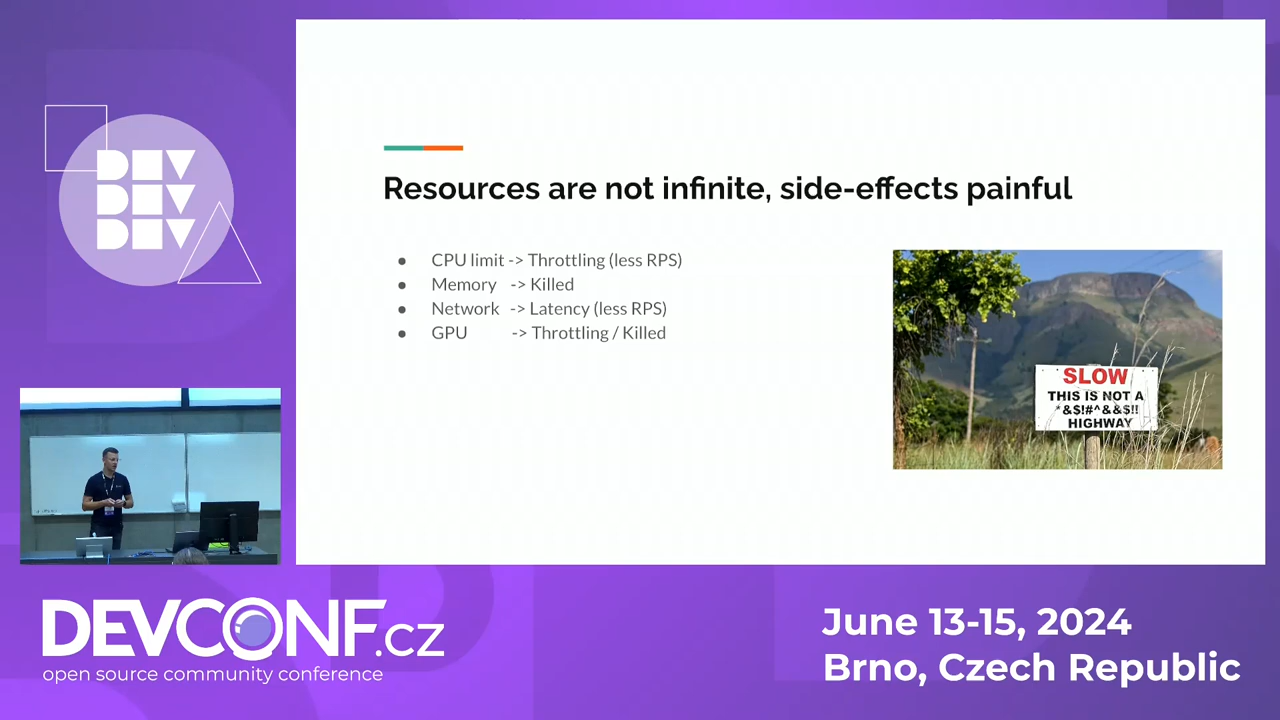 DEV
DEV
DEV
Resources are not infinite, side-effects painful
● CPU limit -> Throttling (less RPS)
● Memory -> Killed
● Network -> Latency (less RPS)
● GPU -> Throttling / Killed
SLOW
THIS IS NOT A
*&$!#^&&$!!
HIGHWAY
DEVCONF.cz
open source community conference
June 13-15, 2024
Brno, Czech Republic